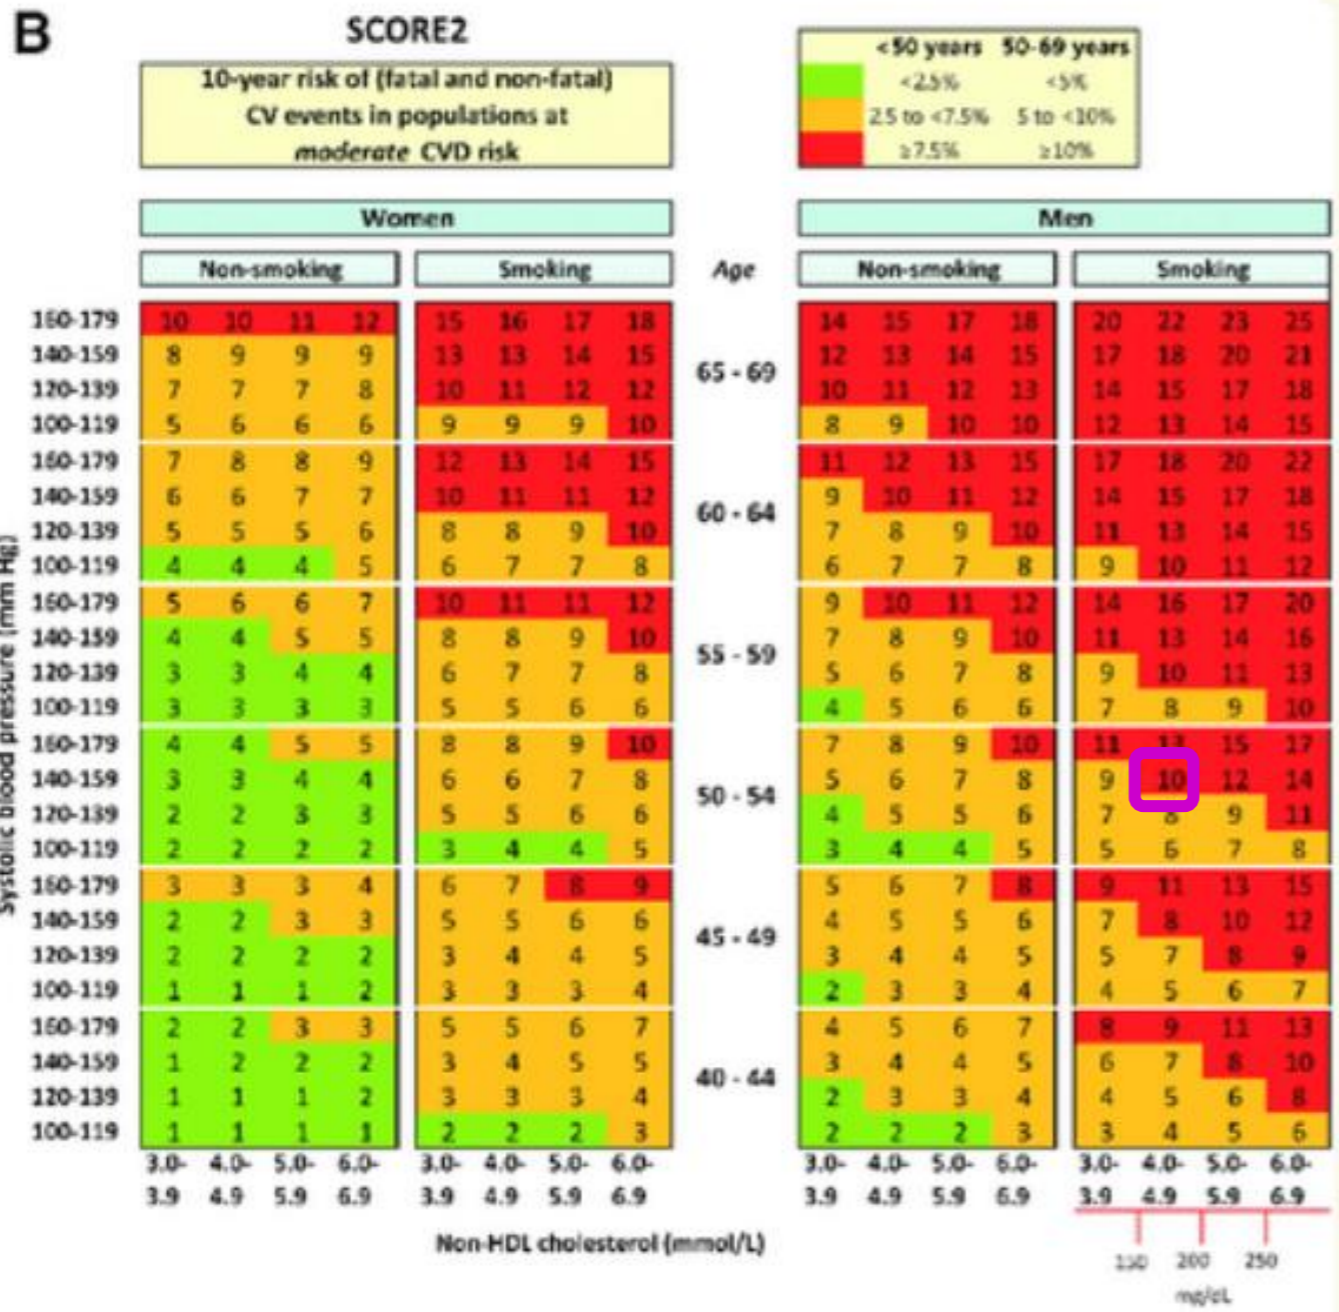 B
SCORE2
10-year risk of (fatal and non-fatal)
CV events in populations at
moderate CVD risk
<50 years 50-69 years
<2.5% <5%
2.5 to <7.5% 5 to <10%
≥7.5% ≥10%
Women Men
Non-smoking Smoking Age Non-smoking Smoking
Systolic blood pressure (mm Hg)
160-179 10 10 11 12 15 16 17 18 14 15 17 18 20 22 23 25
140-159 8 9 9 9 13 13 14 15 12 13 14 15 17 18 20 21
65 - 69
120-139 7 7 7 8 10 11 12 12 10 11 12 13 14 15 17 18
100-119 5 6 6 6 9 9 9 10 8 9 10 10 12 13 14 15
160-179 7 8 8 9 12 13 14 15 11 12 13 15 17 18 20 22
140-159 6 6 7 7 10 11 11 12 9 10 11 12 14 15 17 18
60 - 64
120-139 5 5 5 6 8 8 9 10 7 8 9 10 11 13 14 15
100-119 4 4 4 5 6 7 7 8 6 7 7 8 9 10 11 12
160-179 5 6 6 7 10 11 11 12 9 10 11 12 14 16 17 20
140-159 4 4 5 5 8 8 9 10 7 8 9 10 11 13 14 16
55 - 59
120-139 3 3 4 4 6 7 7 8 5 6 7 8 9 10 11 13
100-119 3 3 3 3 5 5 6 6 4 5 6 6 7 8 9 10
160-179 4 4 5 5 8 8 9 10 7 8 9 10 11 13 15 17
140-159 3 3 4 4 6 6 7 8 5 6 7 8 9 10 12 14
50 - 54
120-139 2 2 3 3 5 5 6 6 4 5 5 6 7 8 9 11
100-119 2 2 2 2 3 4 4 5 3 4 4 5 5 6 7 8
160-179 3 3 3 4 6 7 8 9 5 6 7 8 9 11 13 15
140-159 2 2 3 3 5 5 6 6 4 5 5 6 7 8 10 12
45 - 49
120-139 2 2 2 2 3 4 4 5 3 4 4 5 5 7 8 9
100-119 1 1 1 2 3 3 3 4 2 3 3 4 4 5 6 7
160-179 2 2 3 3 5 5 6 7 4 5 6 7 8 9 11 13
140-159 1 2 2 2 3 4 5 5 3 4 4 5 6 7 8 10
40 - 44
120-139 1 1 1 2 3 3 3 4 2 3 3 4 4 5 6 8
100-119 1 1 1 1 2 2 2 3 2 2 2 3 3 4 5 6
3.0- 4.0- 5.0- 6.0- 3.0- 4.0- 5.0- 6.0- 3.0- 4.0- 5.0- 6.0- 3.0- 4.0- 5.0- 6.0-
3.9 4.9 5.9 6.9 3.9 4.9 5.9 6.9 3.9 4.9 5.9 6.9 3.9 4.9 5.9 6.9
Non-HDL cholesterol (mmol/L)
150 200 250
mg/dL